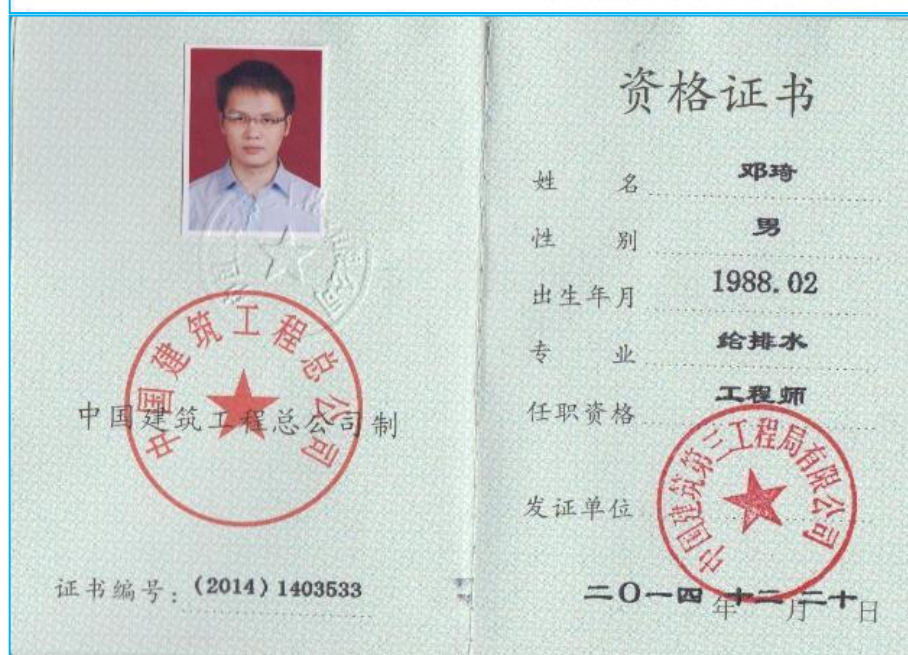 中国建筑工程总公司
中国建筑工程总公司制
证书编号：(2014) 1403533
资格证书
姓 名 邓琦
性 别 男
出生年月 1988.02
专 业 给排水
任职资格 工程师
发证单位
中国建筑第三工程局有限公司
二〇一四 年 十二 月 二十 日